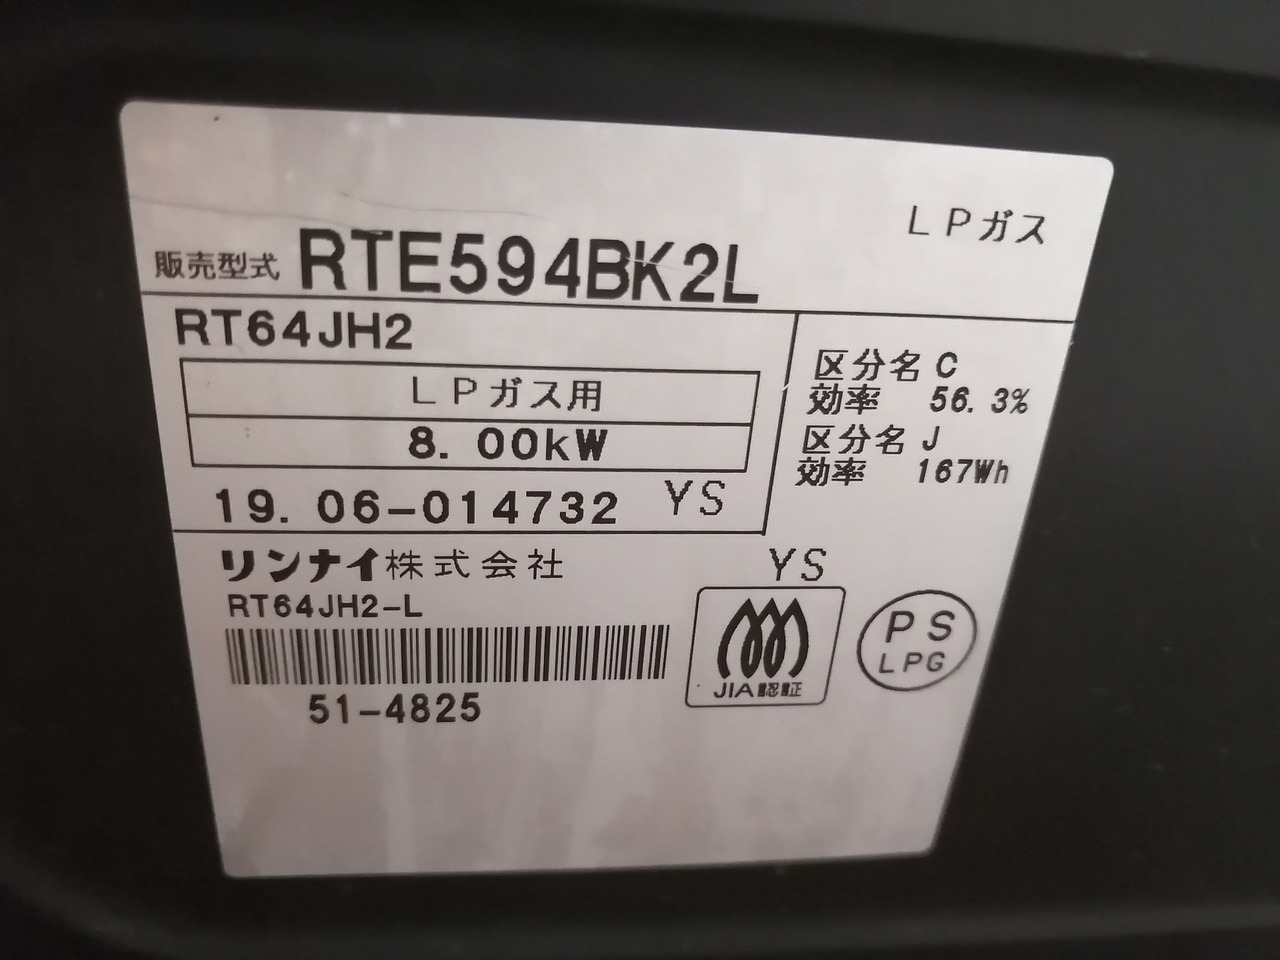 LPガス
販売型式 RTE594BK2L
RT64JH2
LPガス用
8.00kW
19.06-014732 YS
区分名 C
効率 56.3%
区分名 J
効率 167Wh
リンナイ株式会社
RT64JH2-L
51-4825
YS
JIA認証
PS
LPG